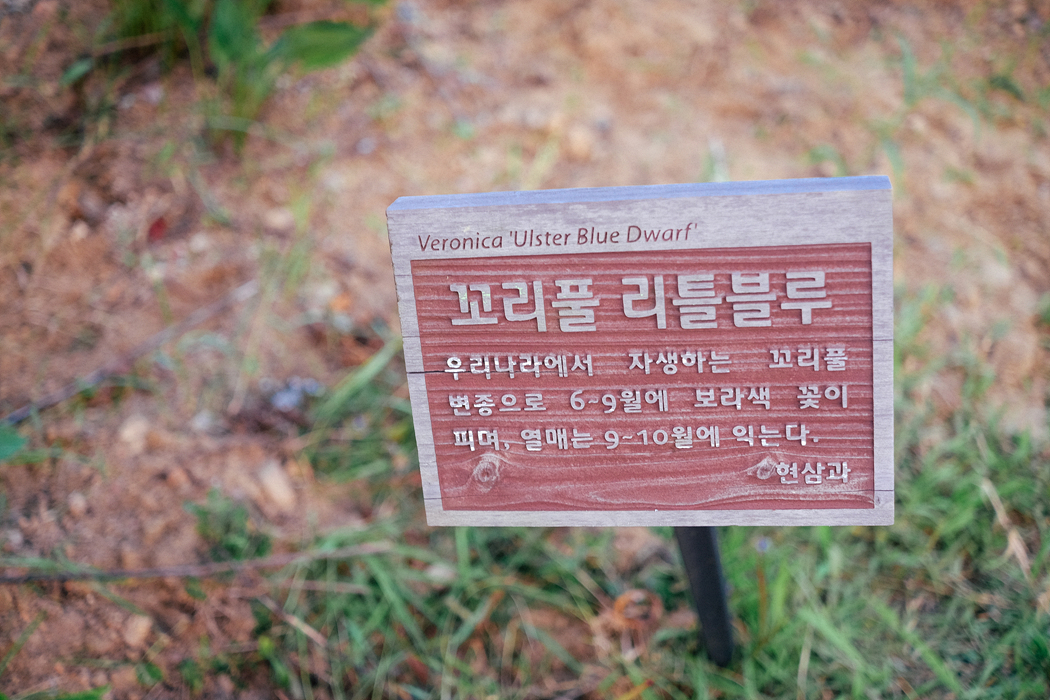 Veronica 'Ulster Blue Dwarf'
꼬리풀 리틀블루
우리나라에서 자생하는 꼬리풀
변종으로 6~9월에 보라색 꽃이
피며, 열매는 9~10월에 익는다.
현삼과